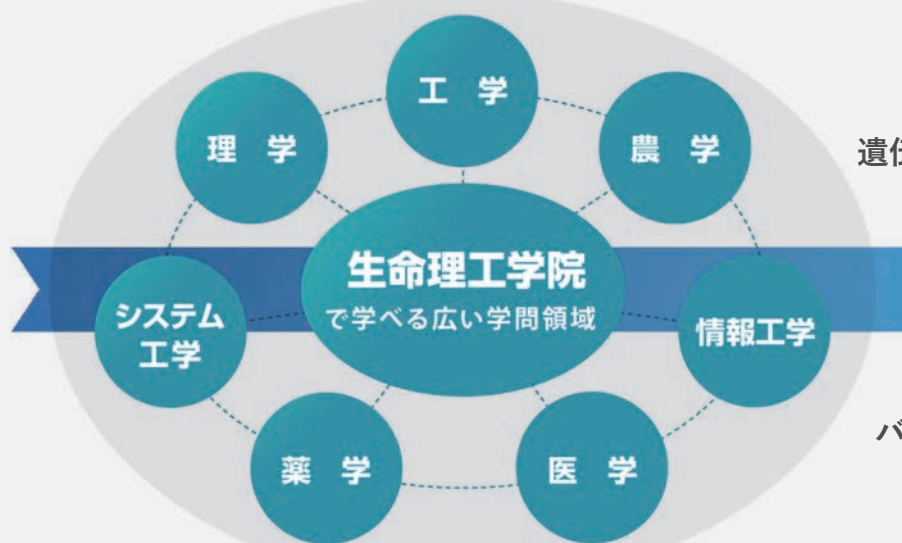 工 学
理 学
農 学
生命理工学院
で学べる広い学問領域
システム
工学
情報工学
薬 学
医 学